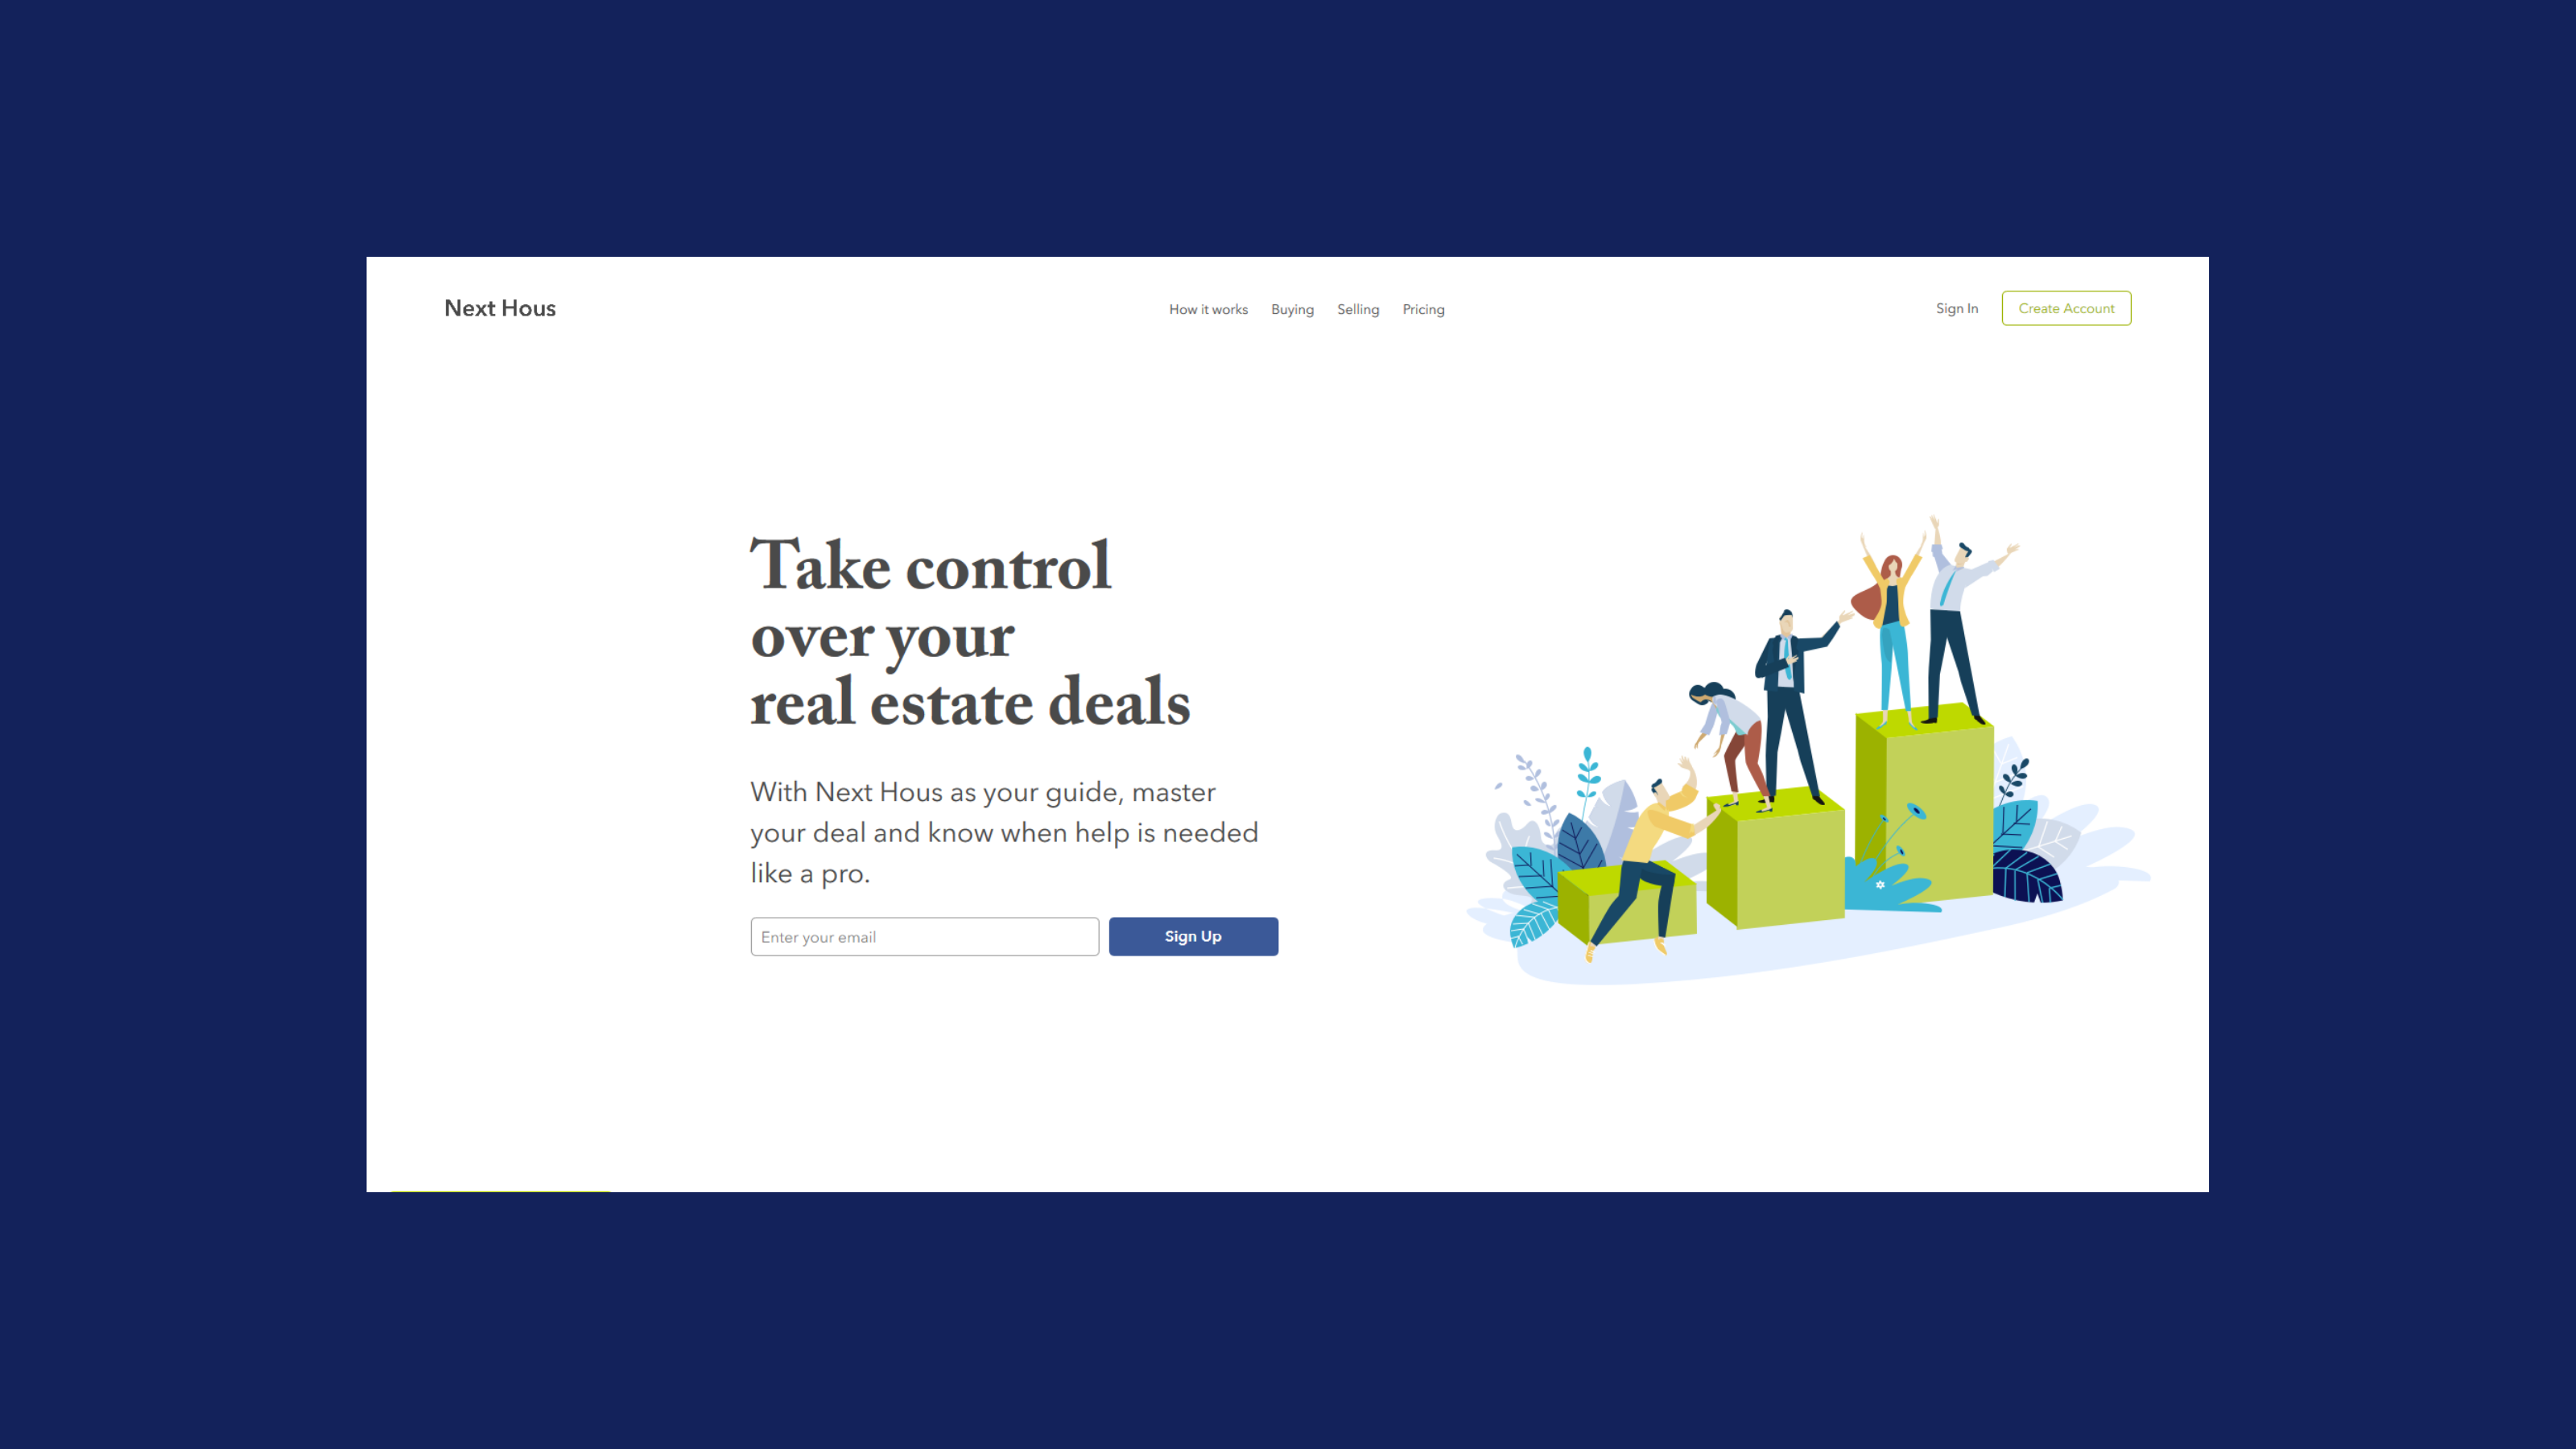 Next Hous
How it works Buying Selling Pricing
Sign In Create Account
Take control
over your
real estate deals
With Next Hous as your guide, master
your deal and know when help is needed
like a pro.
Enter your email Sign Up